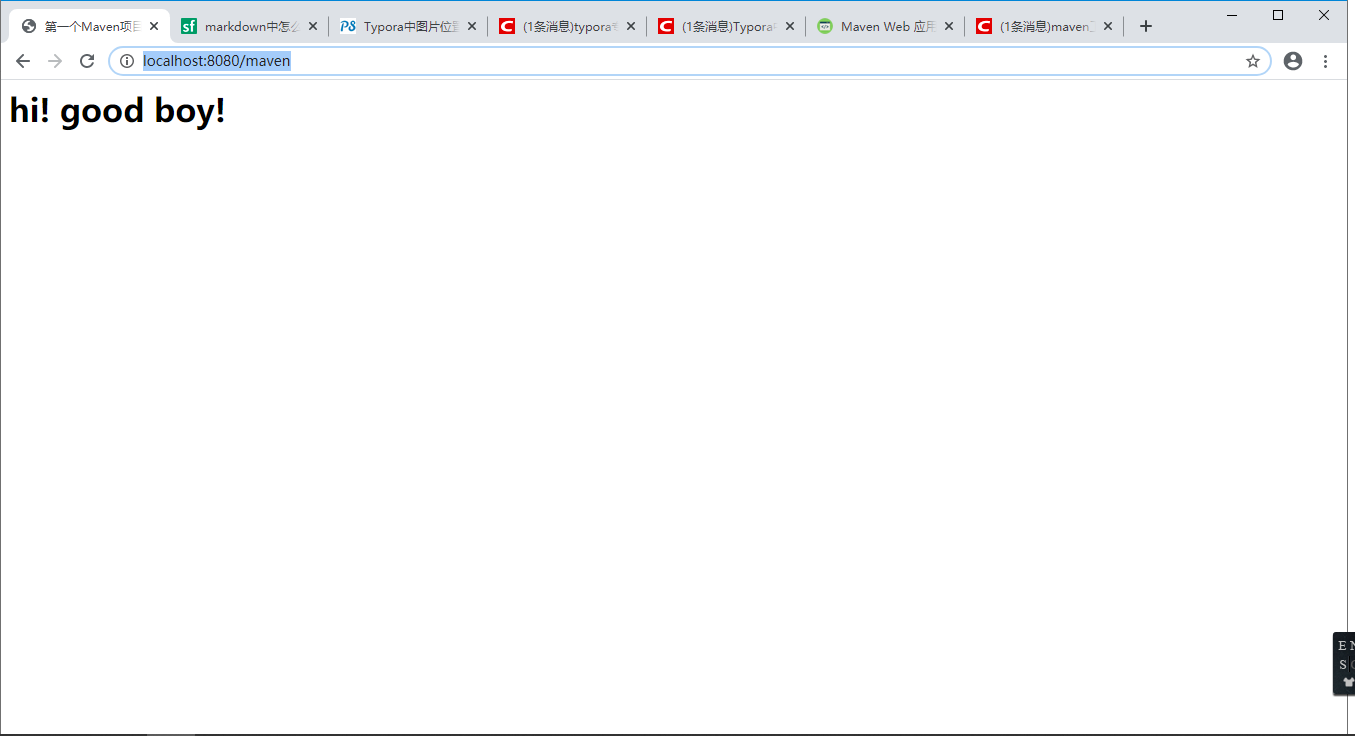 第一个Maven项目
markdown中怎么
Typora中图片位置
(1条消息)typora
(1条消息)Typora
Maven Web 应用
(1条消息)maven
localhost:8080/maven
hi! good boy!
EN
S